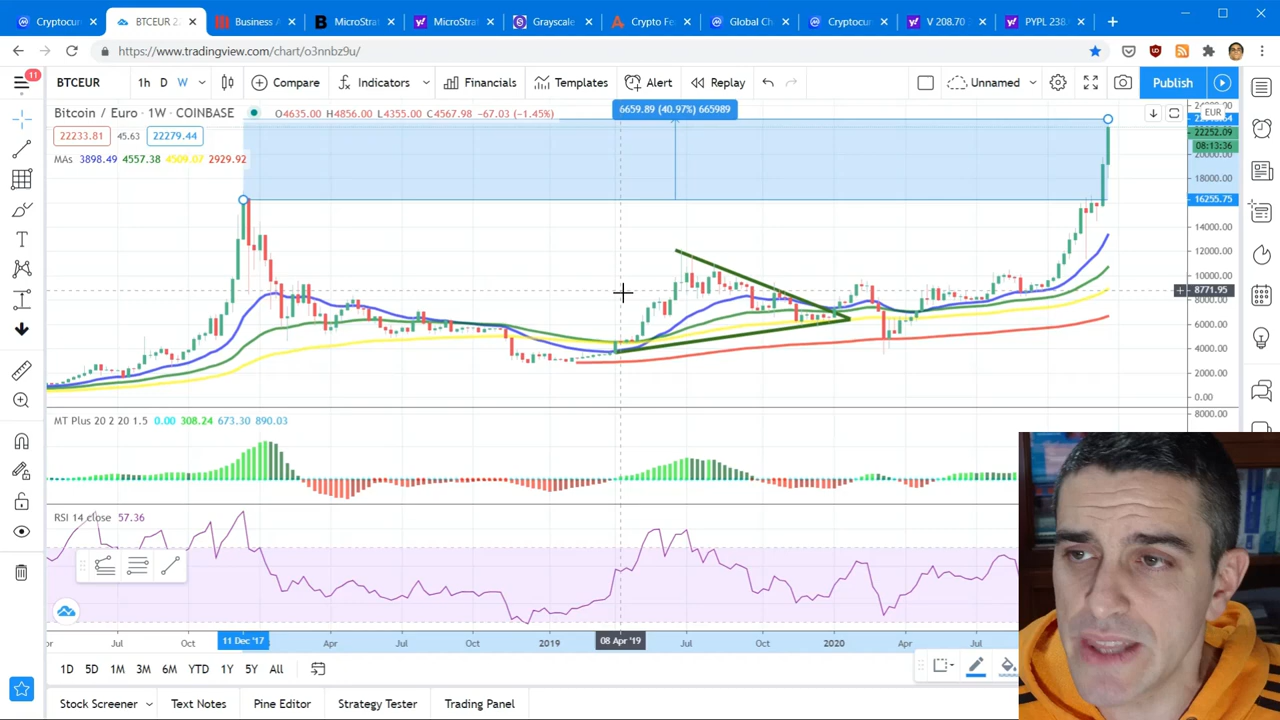 Cryptocu
BTCEUR 2
Business A
MicroStra
MicroStra
Grayscale
Crypto Fe
Global Ch
Cryptocu
V 208.70
PYPL 238.
https://www.tradingview.com/chart/o3nnbz9u/
11
BTCEUR 1h D W Compare Indicators Financials Templates Alert Replay Unnamed Publish
Bitcoin / Euro · 1W · COINBASE O4635.00 H4856.00 L4355.00 C4567.98 −67.03 (−1.45%)
6659.89 (40.97%) 665989
EUR
22233.81 45.63 22279.44
MAs 3898.49 4557.38 4509.07 2929.92
22252.09
08:13:36
20000.00
18000.00
16255.75
14000.00
12000.00
10000.00
8771.95
8000.00
6000.00
4000.00
2000.00
0.00
8000.00
MT Plus 20 2 20 1.5 0.00 308.24 673.30 890.03
RSI 14 close 57.36
Jul Oct 11 Dec '17 Apr Jul Oct 2019 08 Apr '19 Jul Oct 2020 Apr Jul
1D 5D 1M 3M 6M YTD 1Y 5Y All
Stock Screener Text Notes Pine Editor Strategy Tester Trading Panel